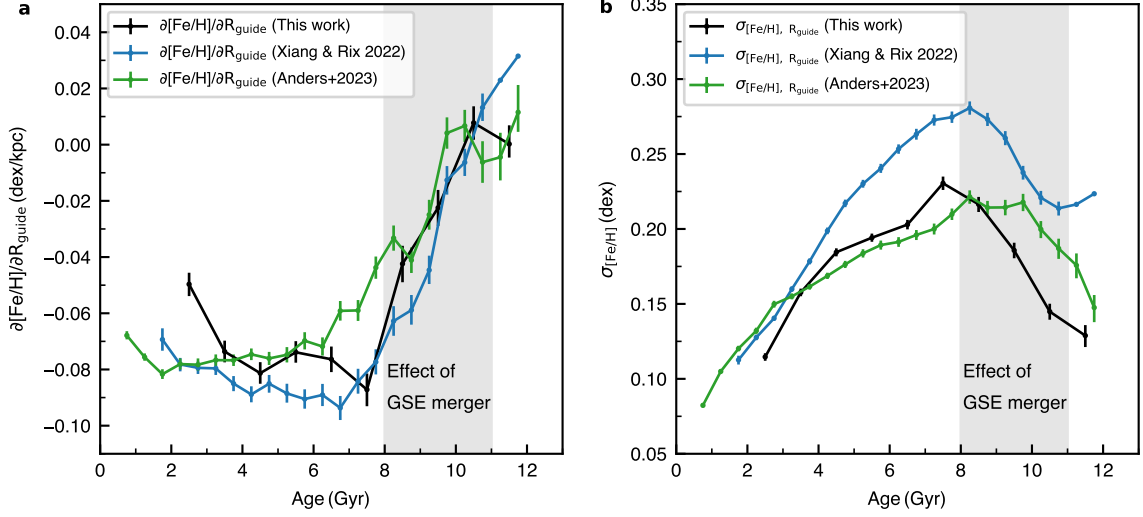 a
∂[Fe/H]/∂R_guide (This work)
∂[Fe/H]/∂R_guide (Xiang & Rix 2022)
∂[Fe/H]/∂R_guide (Anders+2023)
0.04
0.02
0.00
−0.02
−0.04
−0.06
−0.08
−0.10
∂[Fe/H]/∂R_guide (dex/kpc)
Effect of
GSE merger
0 2 4 6 8 10 12
Age (Gyr)
b
σ_[Fe/H], R_guide (This work)
σ_[Fe/H], R_guide (Xiang & Rix 2022)
σ_[Fe/H], R_guide (Anders+2023)
0.35
0.30
0.25
0.20
0.15
0.10
0.05
σ_[Fe/H] (dex)
Effect of
GSE merger
0 2 4 6 8 10 12
Age (Gyr)